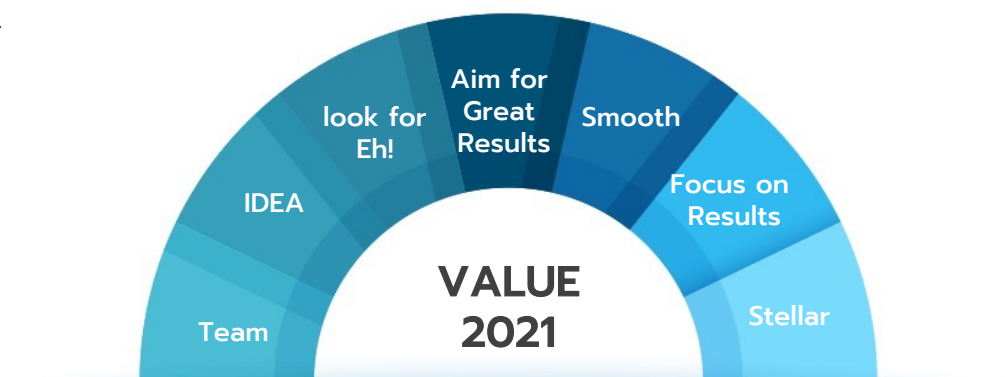 Team
IDEA
look for
Eh!
Aim for
Great
Results
Smooth
Focus on
Results
Stellar
VALUE
2021